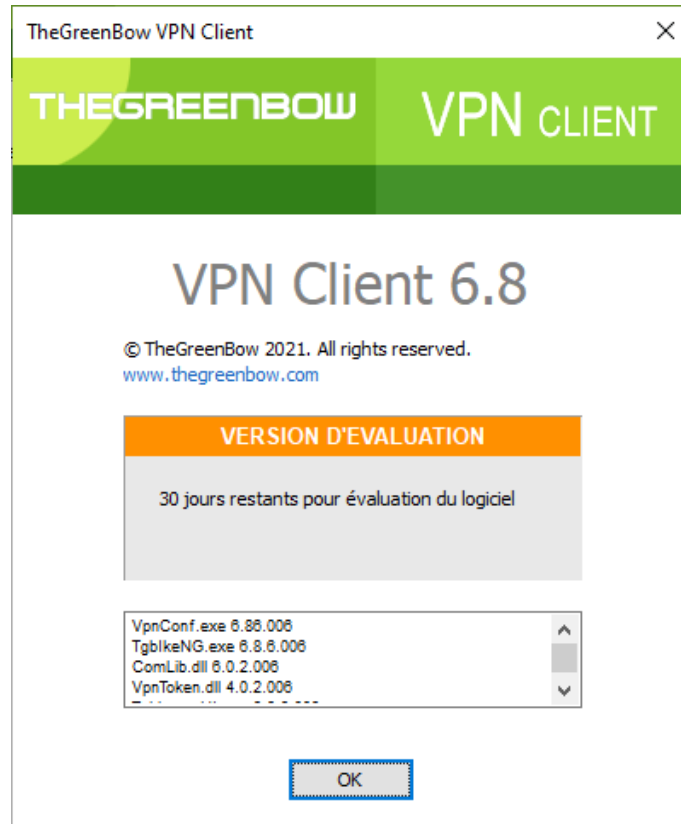 TheGreenBow VPN Client
THEGREENBOW VPN CLIENT
VPN Client 6.8
© TheGreenBow 2021. All rights reserved.
www.thegreenbow.com
VERSION D'EVALUATION
30 jours restants pour évaluation du logiciel
VpnConf.exe 6.86.006
TgbIkeNG.exe 6.8.6.006
ComLib.dll 6.0.2.006
VpnToken.dll 4.0.2.006
OK